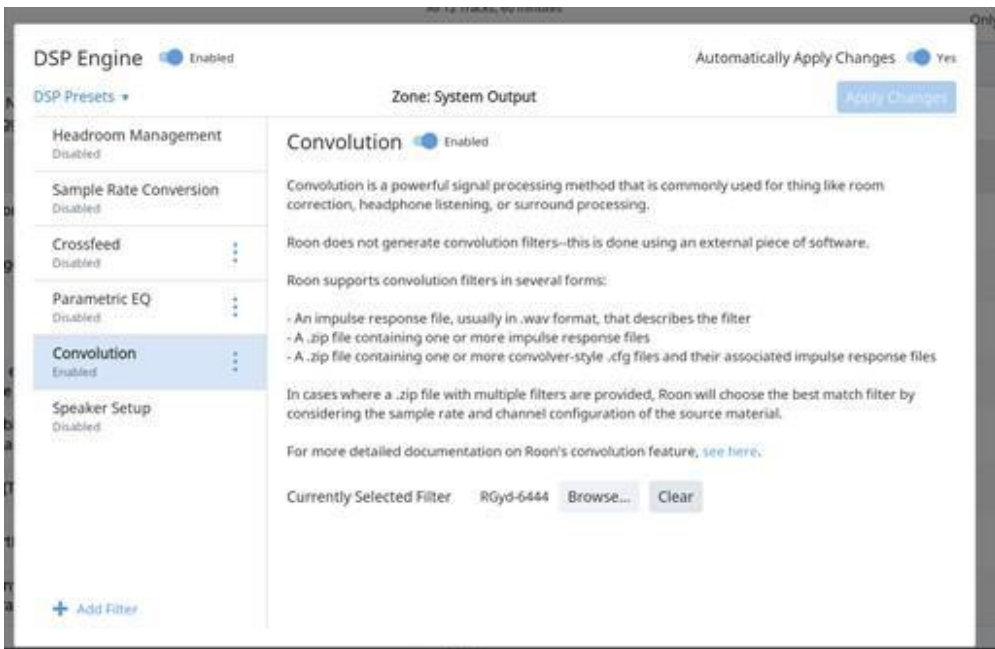 All 12 Tracks, 60 minutes
DSP Engine Enabled
Automatically Apply Changes Yes
DSP Presets
Zone: System Output
Apply Changes
Headroom Management
Disabled
Sample Rate Conversion
Disabled
Crossfeed
Disabled
Parametric EQ
Disabled
Convolution
Enabled
Speaker Setup
Disabled
Add Filter
Convolution Enabled
Convolution is a powerful signal processing method that is commonly used for thing like room
correction, headphone listening, or surround processing.
Roon does not generate convolution filters--this is done using an external piece of software.
Roon supports convolution filters in several forms:
- An impulse response file, usually in .wav format, that describes the filter
- A .zip file containing one or more impulse response files
- A .zip file containing one or more convolver-style .cfg files and their associated impulse response files
In cases where a .zip file with multiple filters are provided, Roon will choose the best match filter by
considering the sample rate and channel configuration of the source material.
For more detailed documentation on Roon's convolution feature, see here.
Currently Selected Filter RGyd-6444 Browse... Clear